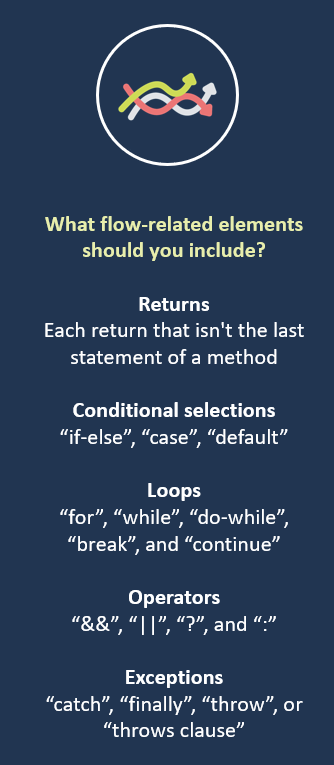 What flow-related elements
should you include?
Returns
Each return that isn't the last
statement of a method
Conditional selections
“if-else”, “case”, “default”
Loops
“for”, “while”, “do-while”,
“break”, and “continue”
Operators
“&&”, “||”, “?”, and “:”
Exceptions
“catch”, “finally”, “throw”, or
“throws clause”